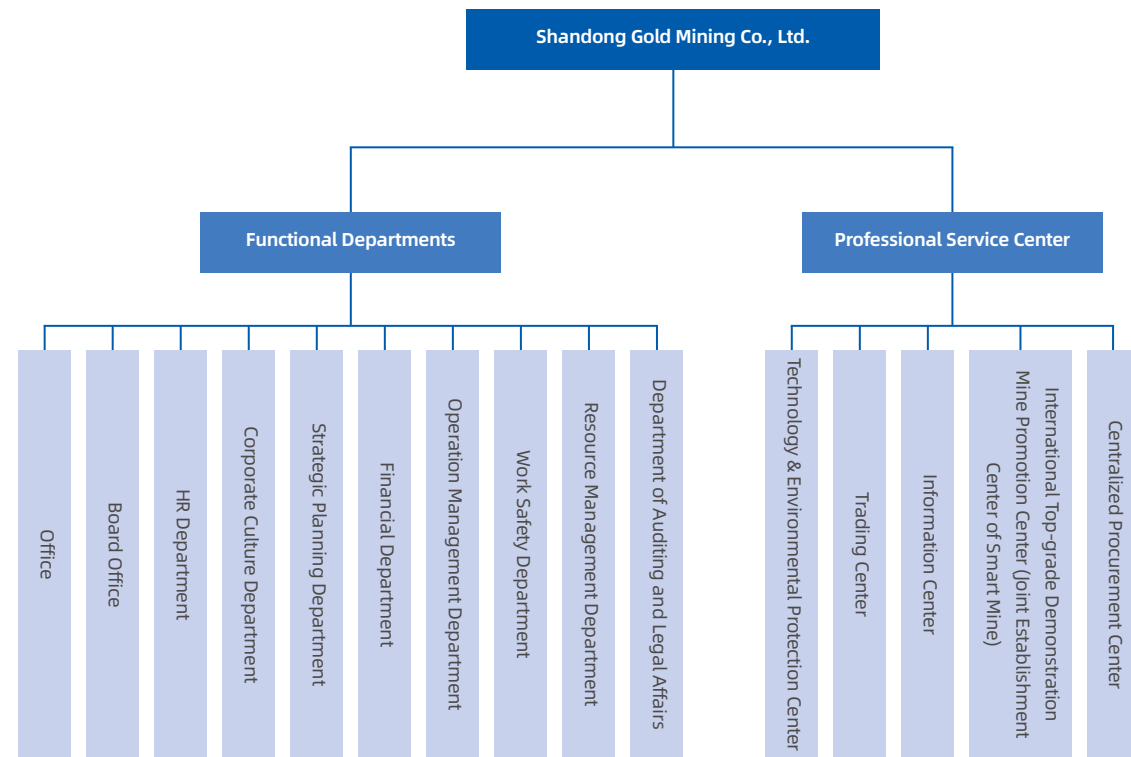 Shandong Gold Mining Co., Ltd.
Functional Departments
Professional Service Center
Office
Board Office
HR Department
Corporate Culture Department
Strategic Planning Department
Financial Department
Operation Management Department
Work Safety Department
Resource Management Department
Department of Auditing and Legal Affairs
Technology & Environmental Protection Center
Trading Center
Information Center
International Top-grade Demonstration
Mine Promotion Center (Joint Establishment
Center of Smart Mine)
Centralized Procurement Center